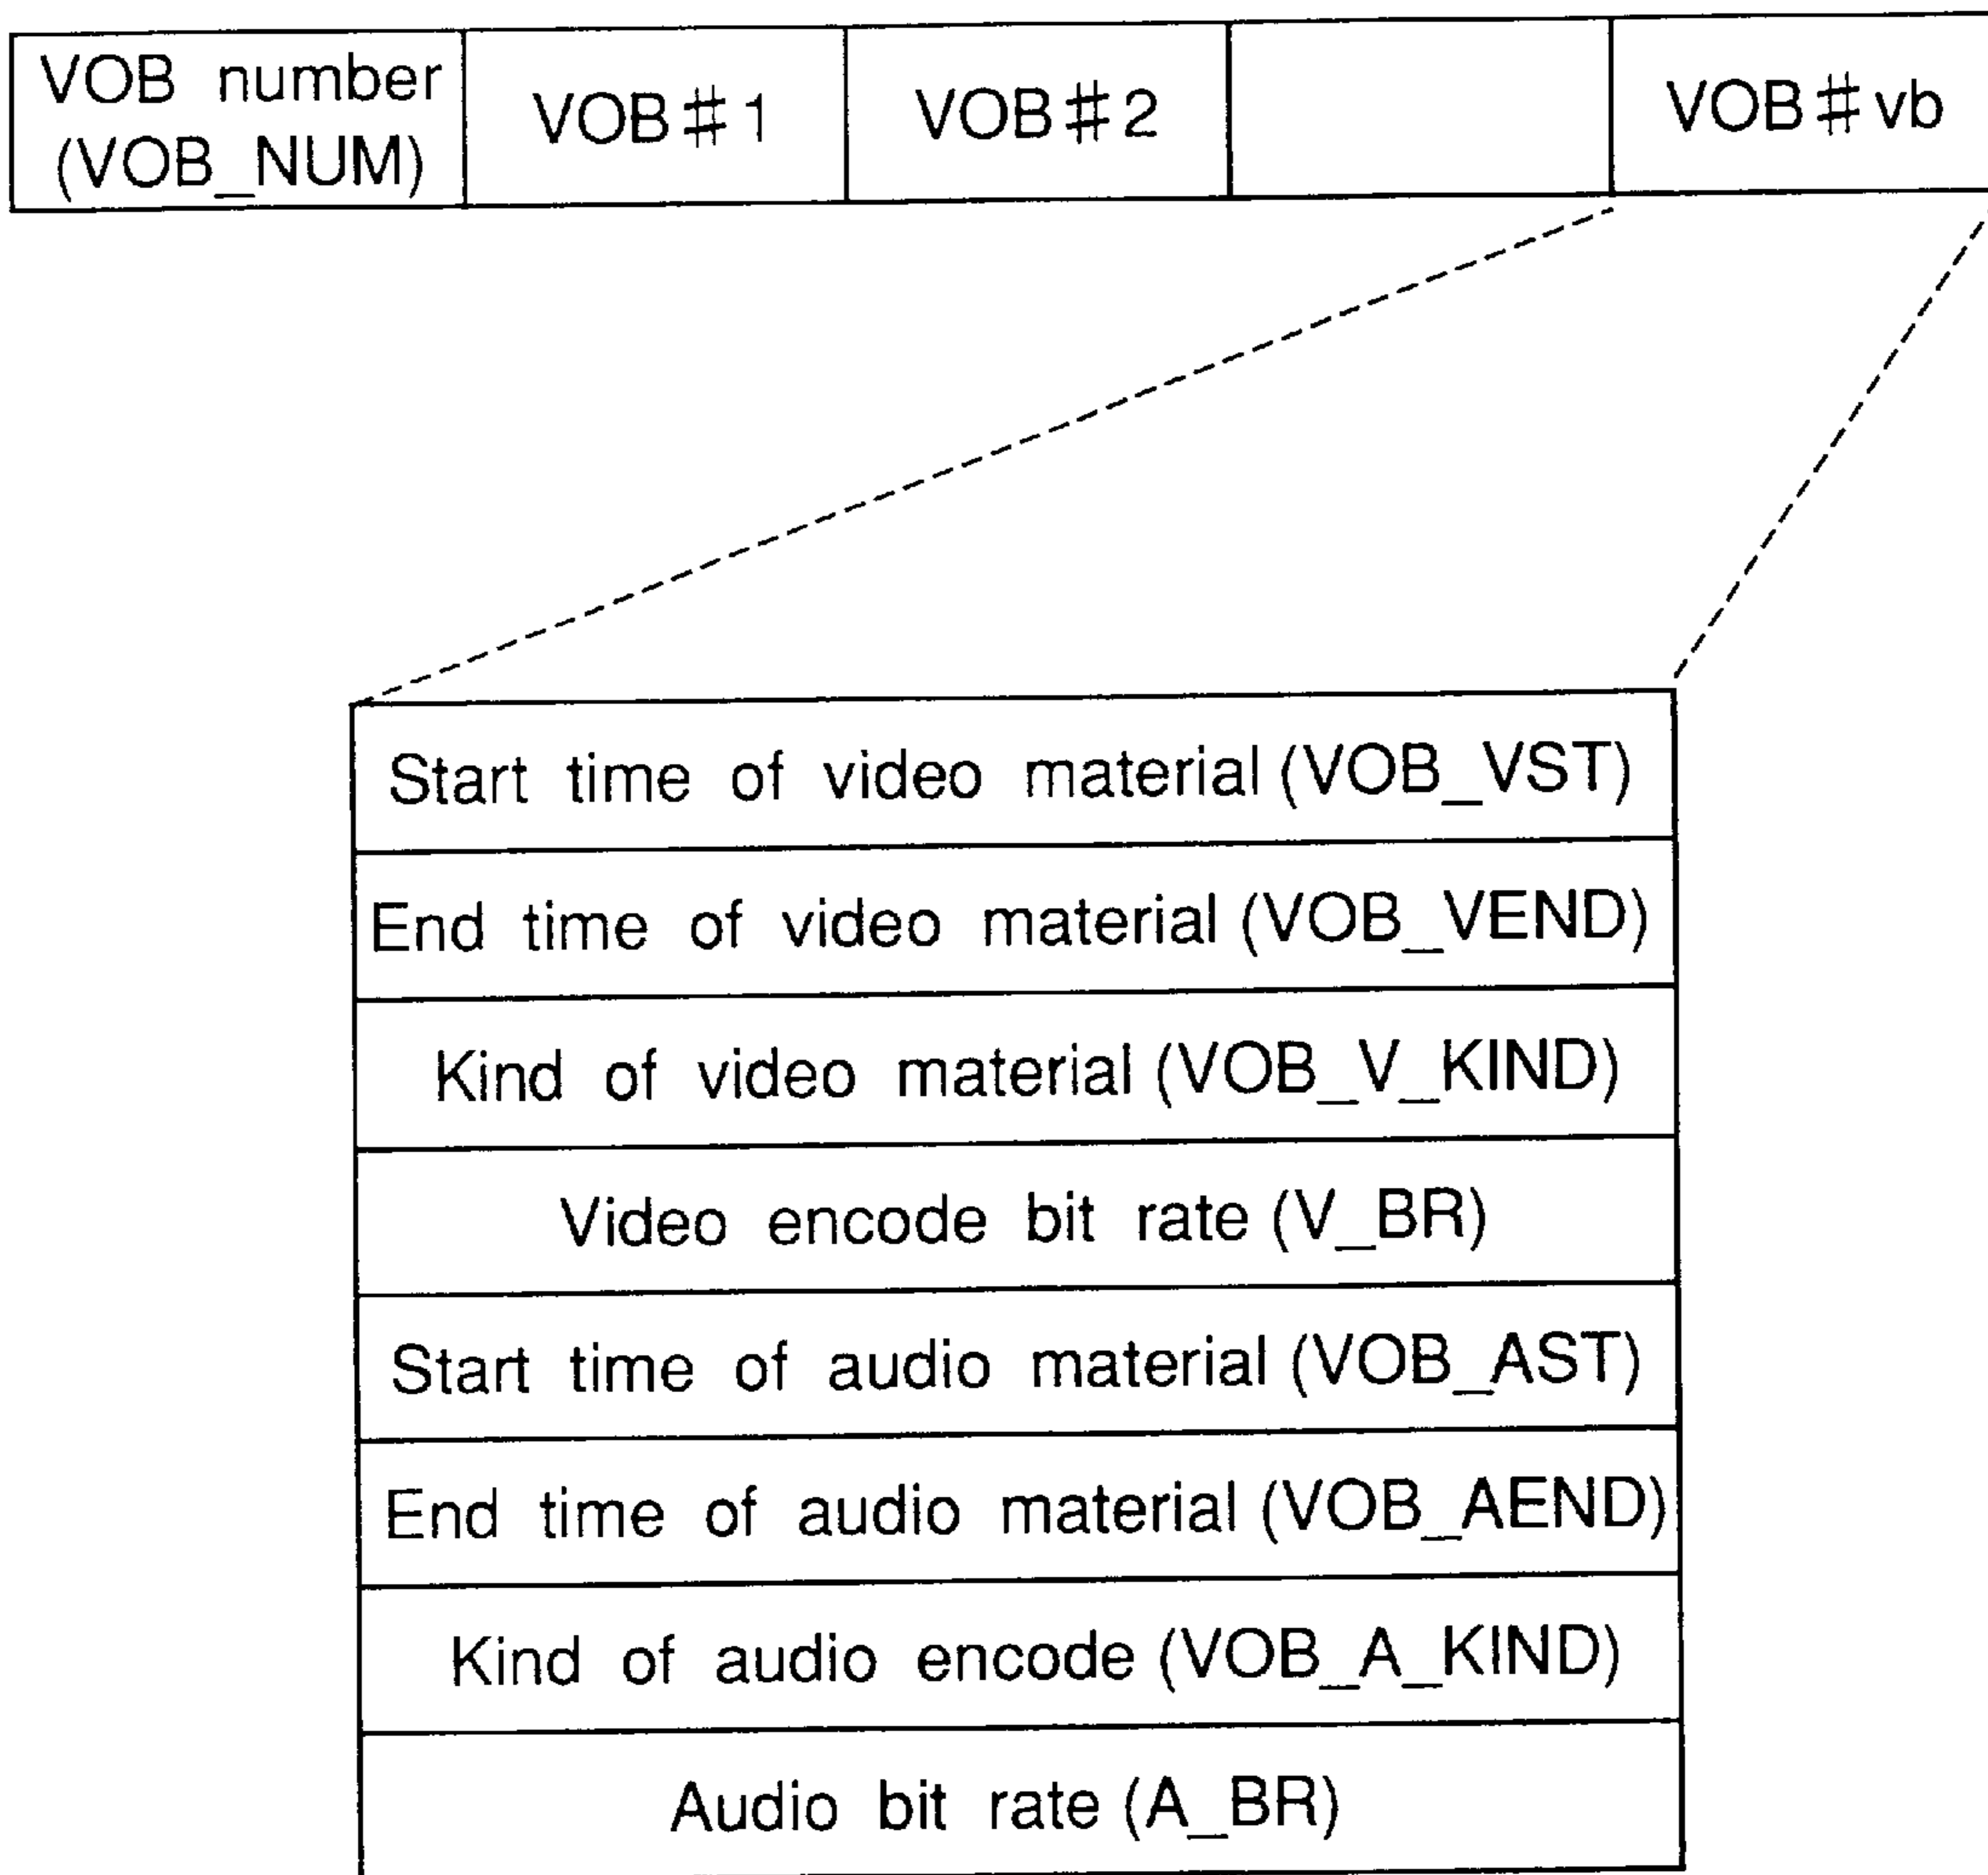 VOB number
(VOB_NUM)
VOB#1
VOB#2
VOB#vb
Start time of video material (VOB_VST)
End time of video material (VOB_VEND)
Kind of video material (VOB_V_KIND)
Video encode bit rate (V_BR)
Start time of audio material (VOB_AST)
End time of audio material (VOB_AEND)
Kind of audio encode (VOB_A_KIND)
Audio bit rate (A_BR)